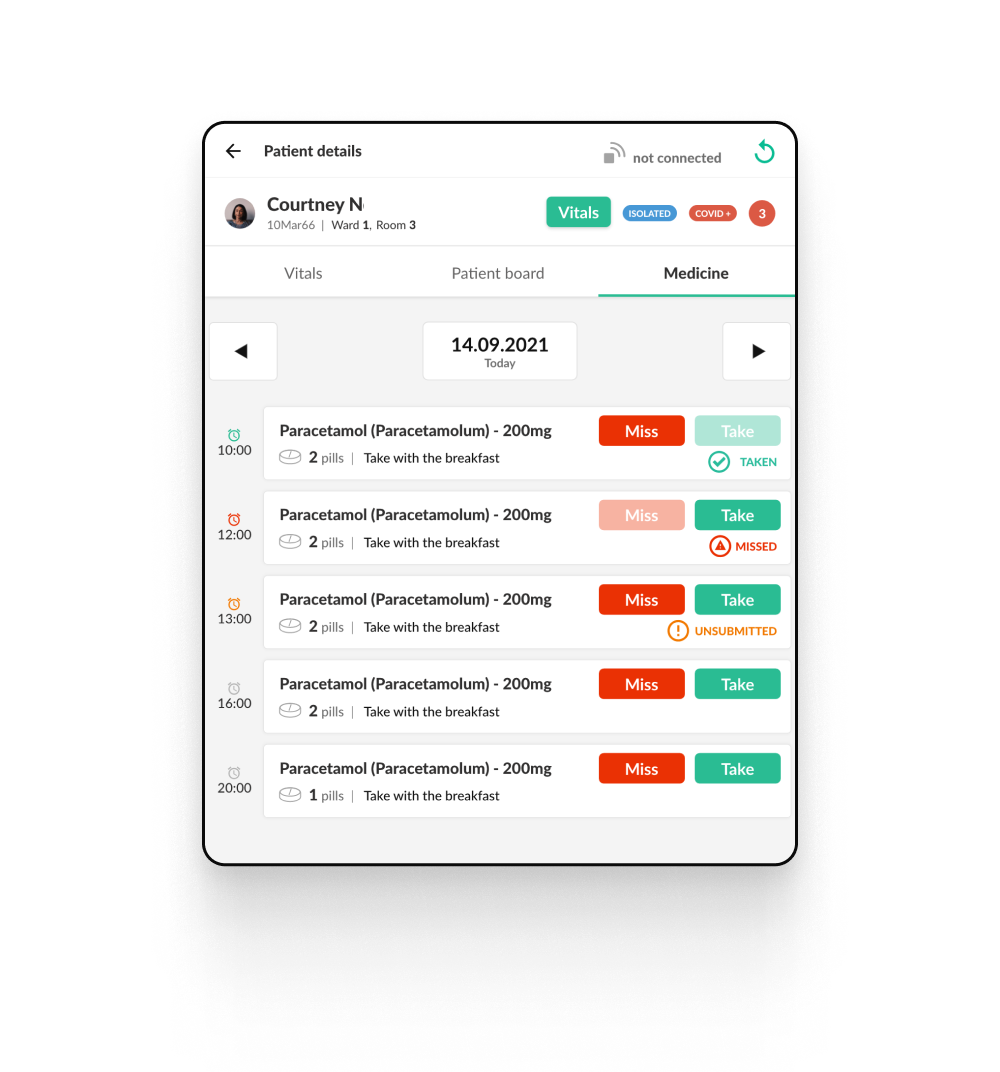 Patient details
not connected
Courtney
10Mar66 | Ward 1, Room 3
Vitals
ISOLATED
COVID +
3
Vitals
Patient board
Medicine
14.09.2021
Today
10:00
Paracetamol (Paracetamolum) - 200mg
2 pills | Take with the breakfast
Miss
Take
TAKEN
12:00
Paracetamol (Paracetamolum) - 200mg
2 pills | Take with the breakfast
Miss
Take
MISSED
13:00
Paracetamol (Paracetamolum) - 200mg
2 pills | Take with the breakfast
Miss
Take
UNSUBMITTED
16:00
Paracetamol (Paracetamolum) - 200mg
2 pills | Take with the breakfast
Miss
Take
20:00
Paracetamol (Paracetamolum) - 200mg
1 pills | Take with the breakfast
Miss
Take